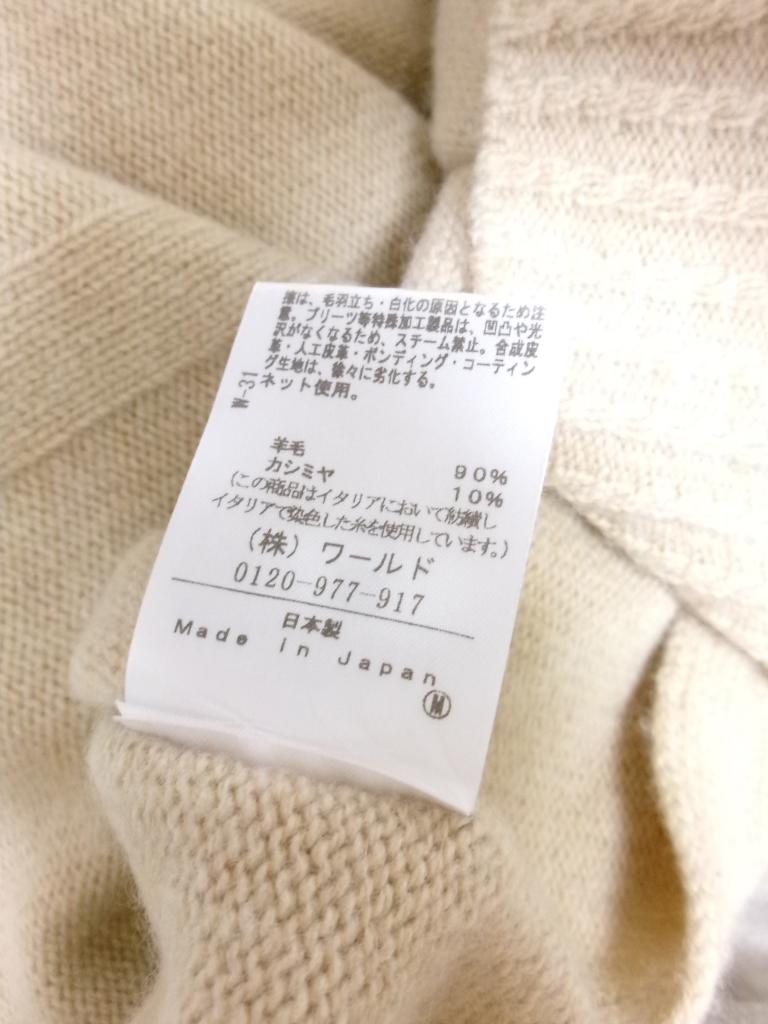 擦は、毛羽立ち・白化の原因となるため注
意。プリーツ等特殊加工製品は、凹凸や光
沢がなくなるため、スチーム禁止。合成皮
革・人工皮革・ボンディング・コーティン
グ生地は、徐々に劣化する。
ネット使用。
W-31
羊毛 90%
カシミヤ 10%
(この商品はイタリアにおいて紡績し
イタリアで染色した糸を使用しています。)
(株) ワールド
0120-977-917
日本製
Made in Japan
M